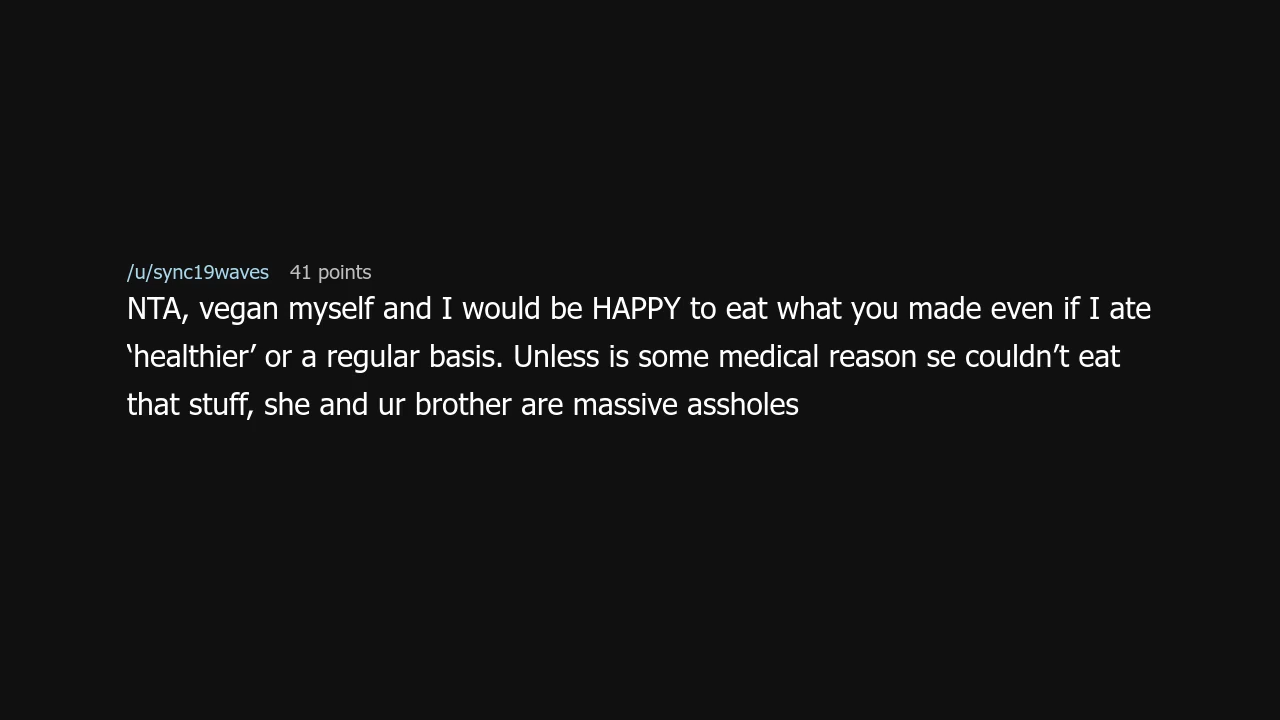 /u/sync19waves 41 points
NTA, vegan myself and I would be HAPPY to eat what you made even if I ate
‘healthier’ or a regular basis. Unless is some medical reason se couldn’t eat
that stuff, she and ur brother are massive assholes